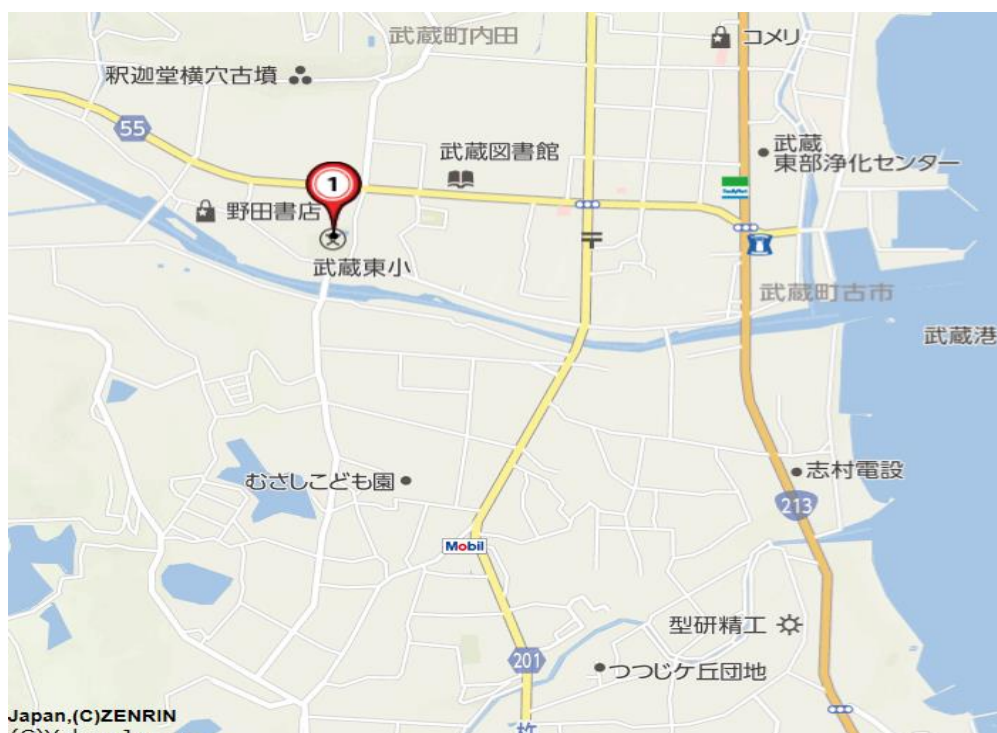 武蔵町内田
コメリ
釈迦堂横穴古墳
55
武蔵図書館
武蔵
東部浄化センター
FamilyMart
1
野田書店
文
武蔵東小
〒
武蔵町古市
武蔵港
むさしこども園
志村電設
213
Mobil
型研精工
201
つつじケ丘団地
Japan,(C)ZENRIN
杵